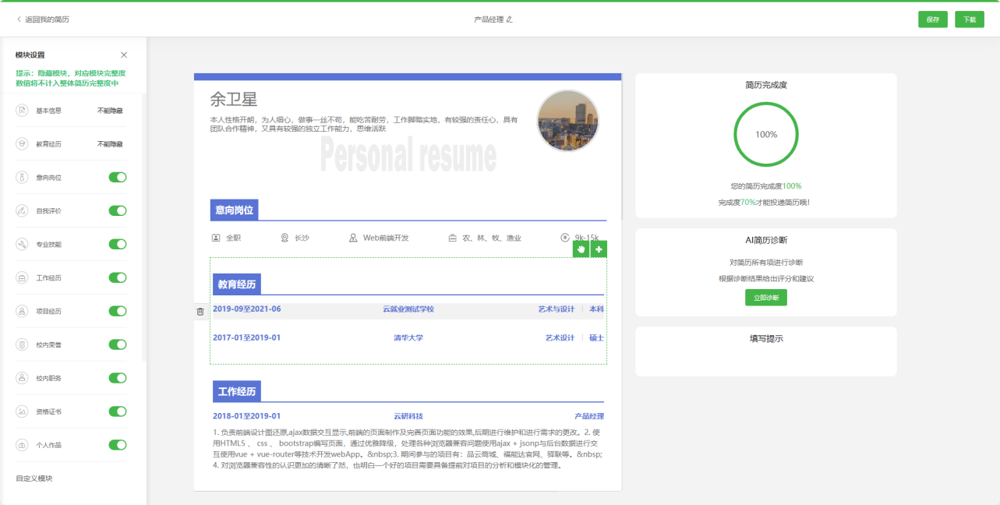 返回我的简历
产品经理
保存
下载
模块设置
提示：隐藏模块，对应模块完整度
数值将不计入整体简历完整度中
基本信息 不能隐藏
教育经历 不能隐藏
意向岗位
自我评价
专业技能
工作经历
项目经历
校内荣誉
校内职务
资格证书
个人作品
自定义模块
余卫星
本人性格开朗，为人细心，做事一丝不苟，能吃苦耐劳，工作脚踏实地，有较强的责任心，具有
团队合作精神，又具有较强的独立工作能力，思维活跃
Personal resume
意向岗位
全职 长沙 Web前端开发 农、林、牧、渔业 9k-15k
教育经历
2019-09至2021-06 云就业测试学校 艺术与设计 本科
2017-01至2019-01 清华大学 艺术设计 硕士
工作经历
2018-01至2019-01 云研科技 产品经理
1. 负责前端设计图还原,ajax数据交互显示,前端的页面制作及完善页面功能的效果,后期进行维护和进行需求的更改。2. 使
用HTML5 、 css 、 bootstrap编写页面，通过优雅降级，处理各种浏览器兼容问题使用ajax + jsonp与后台数据进行交
互使用vue + vue-router等技术开发webApp。&nbsp;3. 期间参与的项目有：品云商城、福能达官网、驿联等。&nbsp;
4. 对浏览器兼容性的认识更加的清晰了然，也明白一个好的项目需要具备提前对项目的分析和模块化的管理。
简历完成度
100%
您的简历完成度100%
完成度70%才能投递简历哦!
AI简历诊断
对简历所有项进行诊断
根据诊断结果给出评分和建议
立即诊断
填写提示